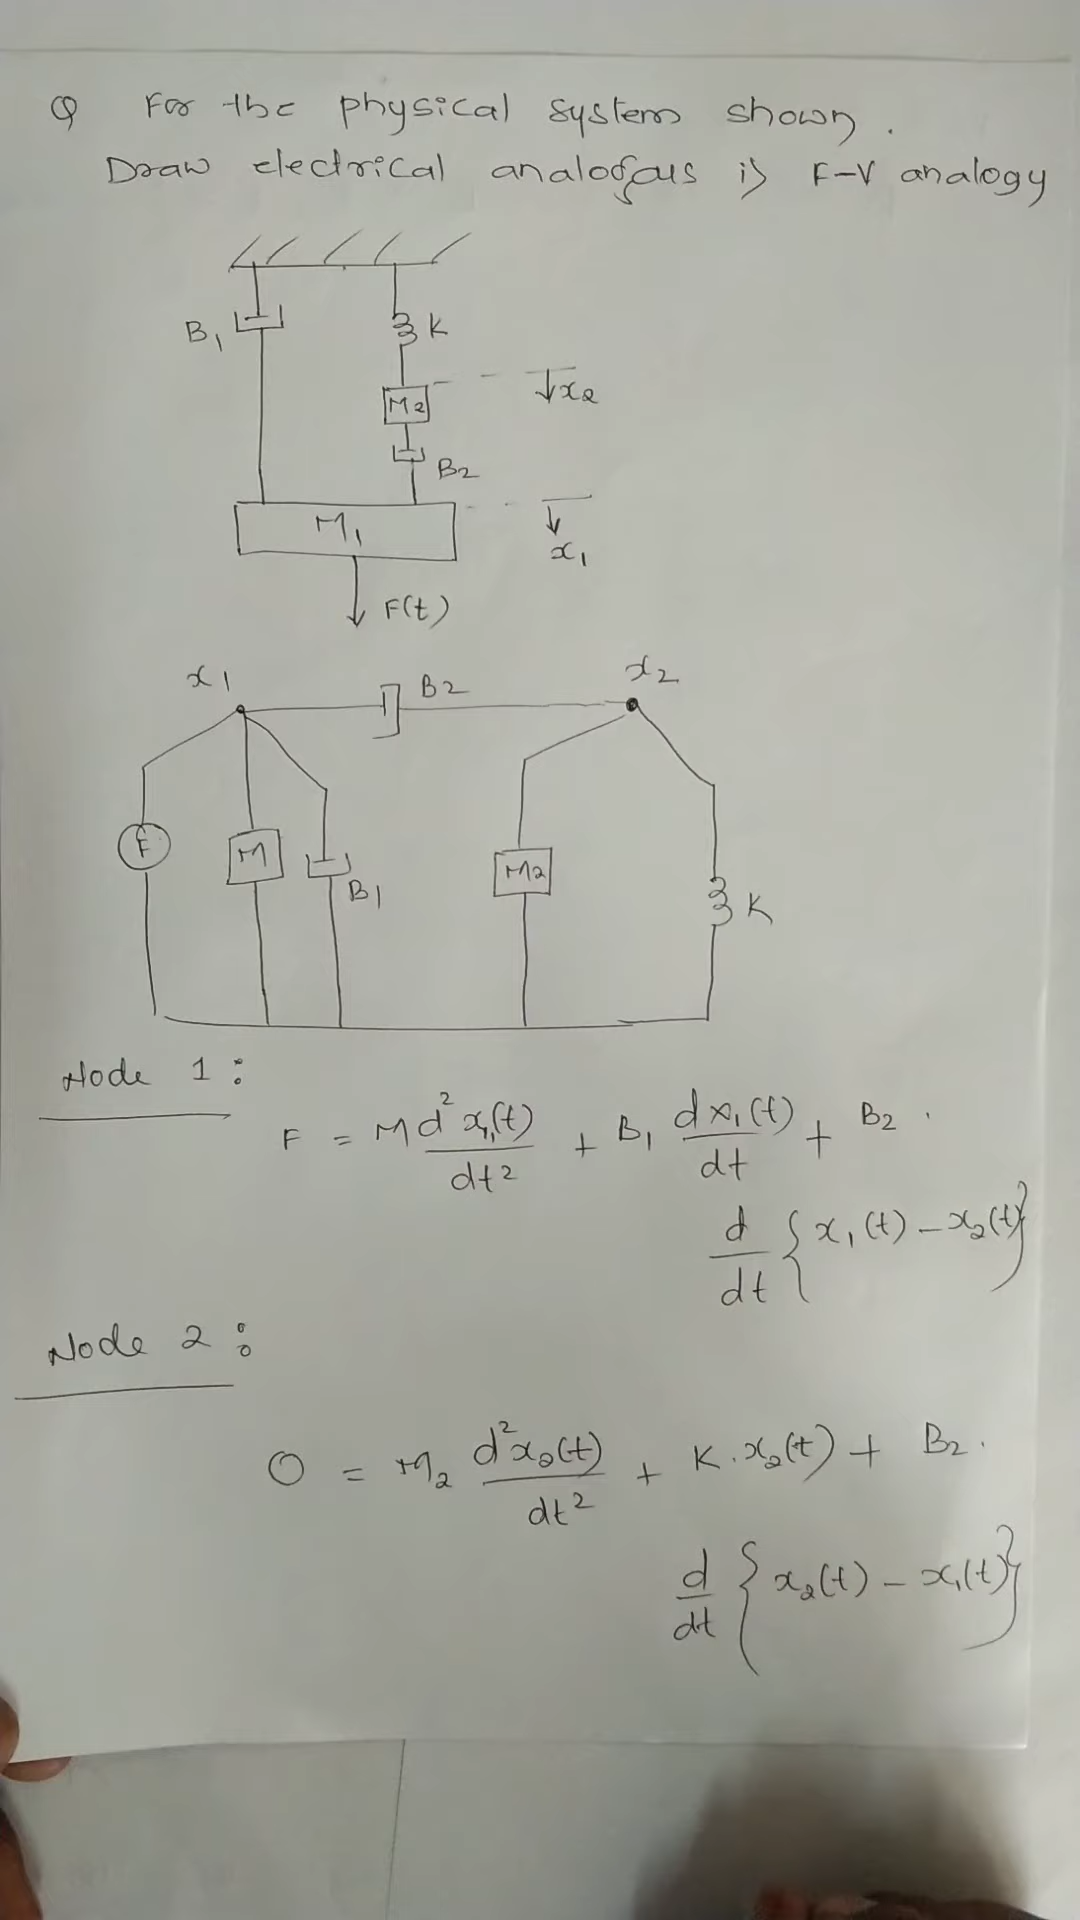 Q For the physical system shown.
Draw electrical analogous i) F-V analogy
B1
K
M2
↓x2
B2
M1
↓
x1
F(t)
x1
B2
x2
F
M
B1
M2
K
Node 1:
F = M d²x1(t)/dt² + B1 dx1(t)/dt + B2.
d/dt {x1(t) - x2(t)}
Node 2:
0 = M2 d²x2(t)/dt² + K.x2(t) + B2.
d/dt {x2(t) - x1(t)}